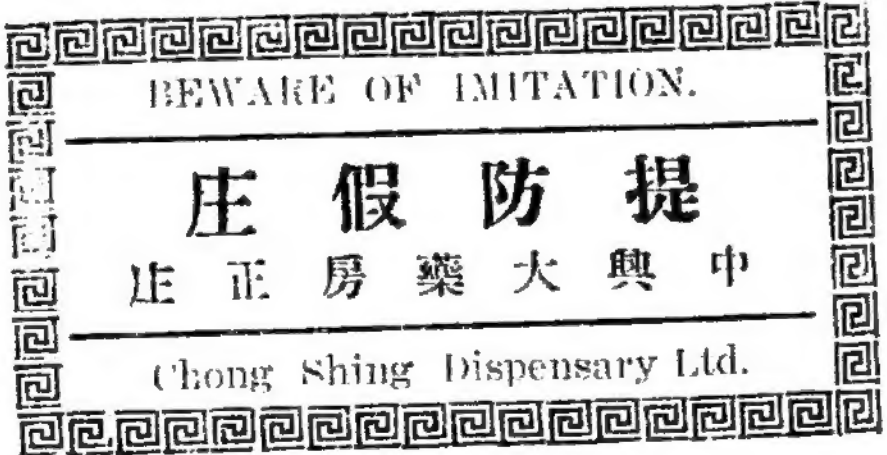 BEWARE OF IMITATION.
提防假庄
中興大藥房正庄
Chong Shing Dispensary Ltd.